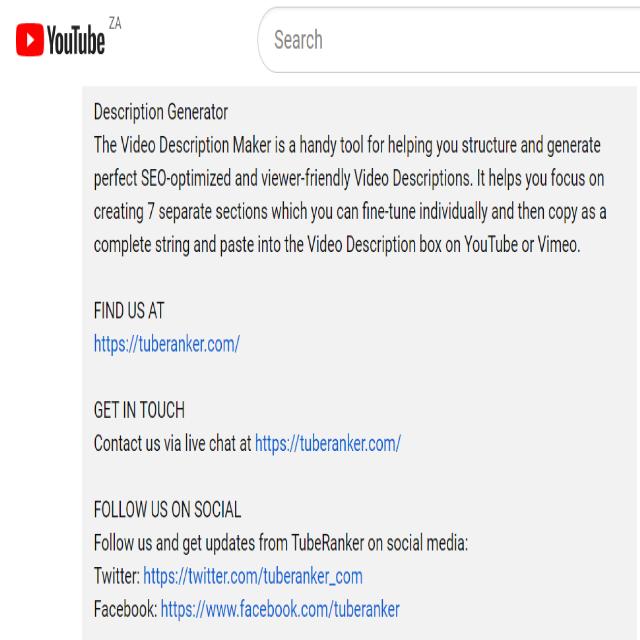 YouTube ZA
Search
Description Generator
The Video Description Maker is a handy tool for helping you structure and generate
perfect SEO-optimized and viewer-friendly Video Descriptions. It helps you focus on
creating 7 separate sections which you can fine-tune individually and then copy as a
complete string and paste into the Video Description box on YouTube or Vimeo.
FIND US AT
https://tuberanker.com/
GET IN TOUCH
Contact us via live chat at https://tuberanker.com/
FOLLOW US ON SOCIAL
Follow us and get updates from TubeRanker on social media:
Twitter: https://twitter.com/tuberanker_com
Facebook: https://www.facebook.com/tuberanker